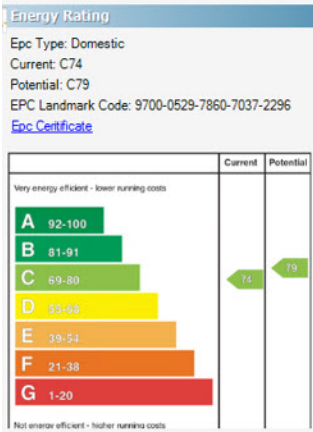 Energy Rating
Epc Type: Domestic
Current: C74
Potential: C79
EPC Landmark Code: 9700-0529-7860-7037-2296
Epc Certificate
Current Potential
Very energy efficient - lower running costs
A 92-100
B 81-91
C 69-80
74
79
D 55-68
E 39-54
F 21-38
G 1-20
Not energy efficient - higher running costs